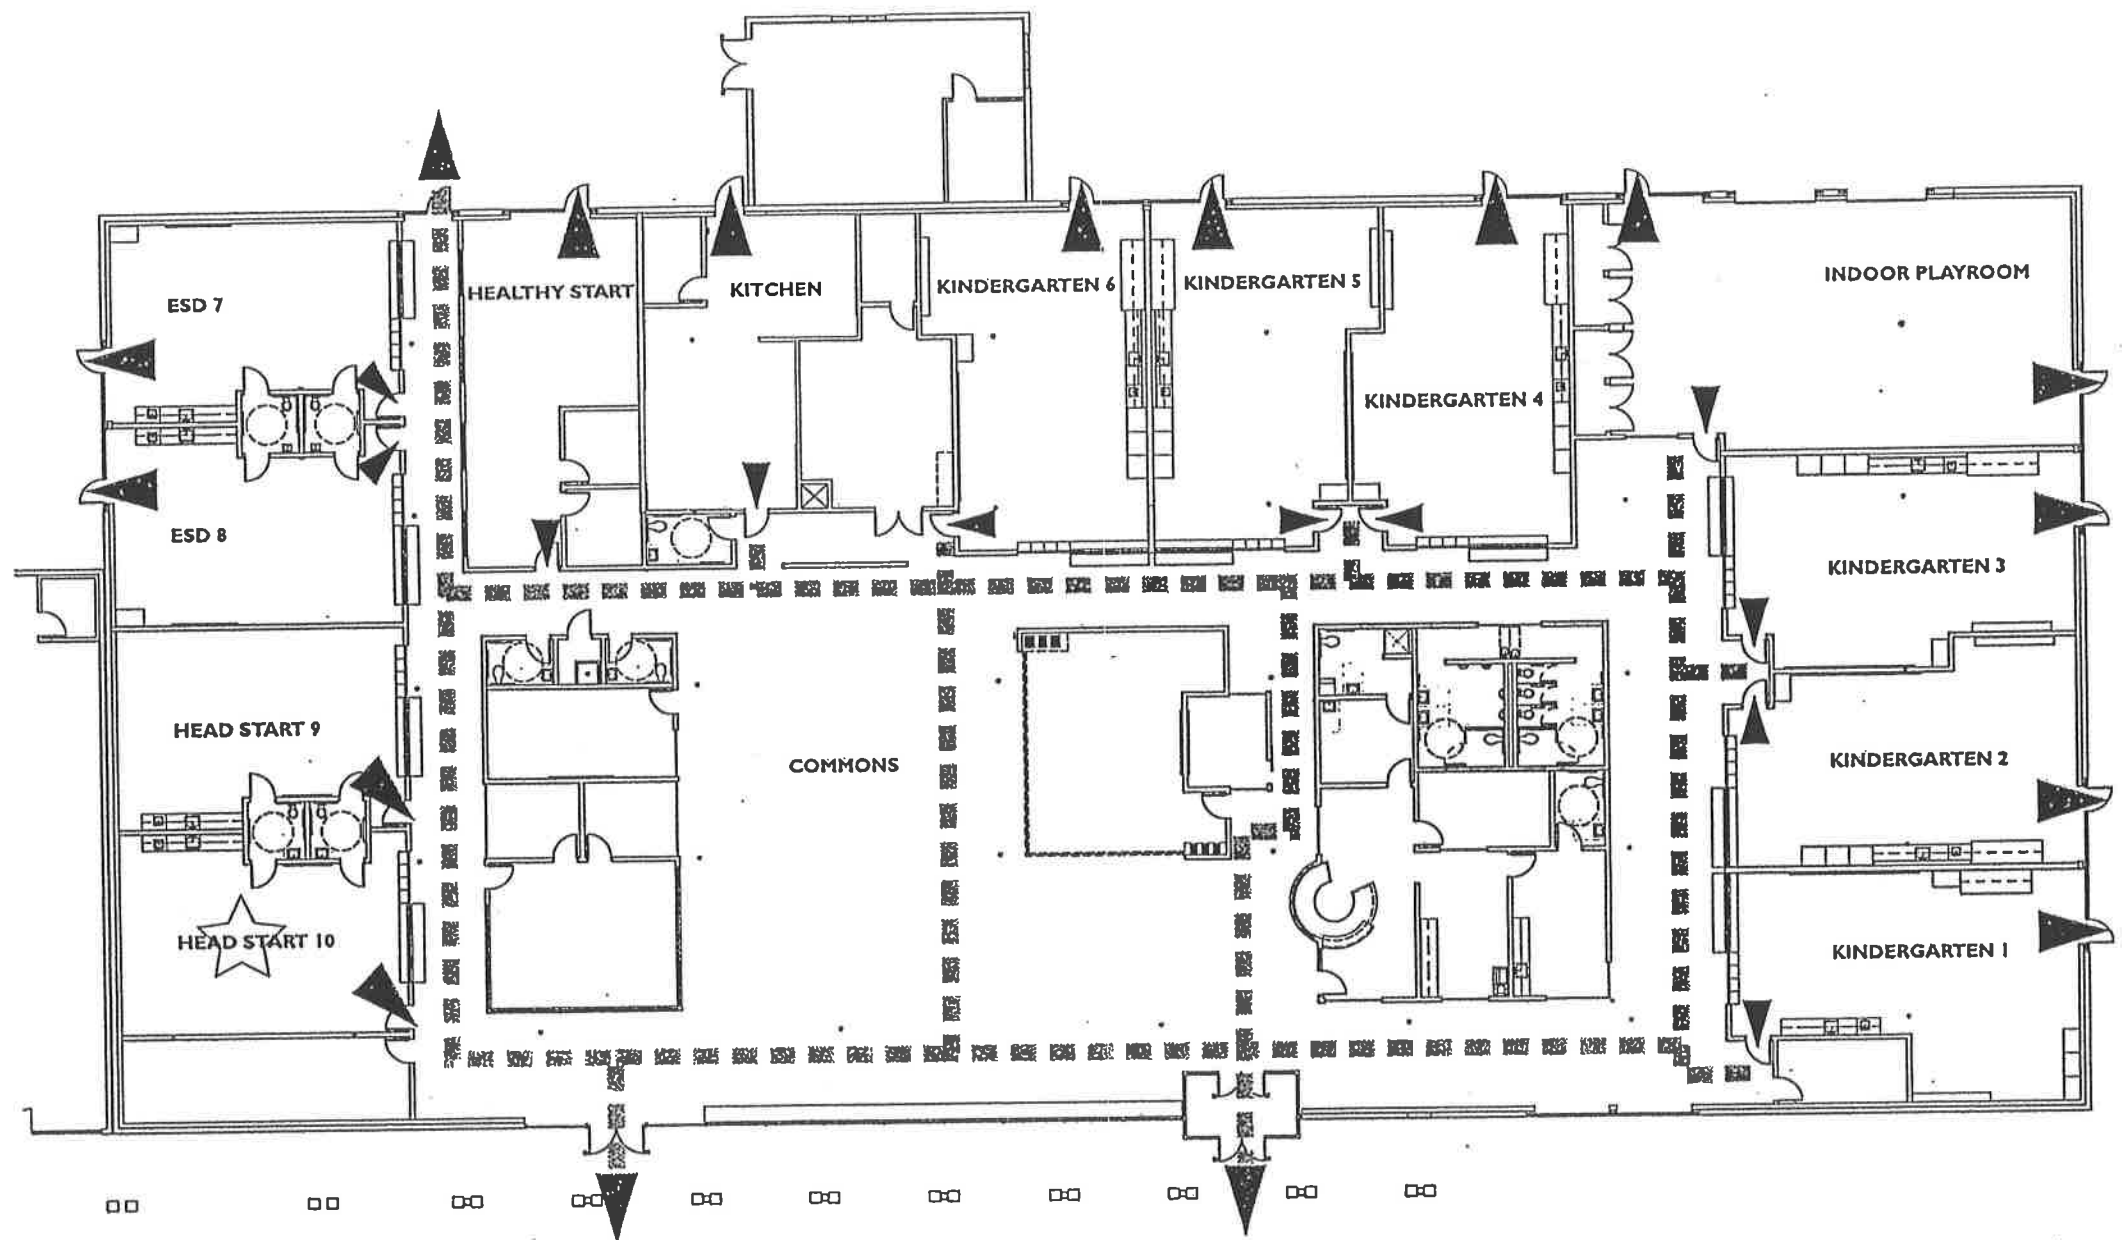 ESD 7
HEALTHY START
KITCHEN
KINDERGARTEN 6
KINDERGARTEN 5
KINDERGARTEN 4
INDOOR PLAYROOM
ESD 8
KINDERGARTEN 3
HEAD START 9
COMMONS
KINDERGARTEN 2
HEAD START 10
KINDERGARTEN 1